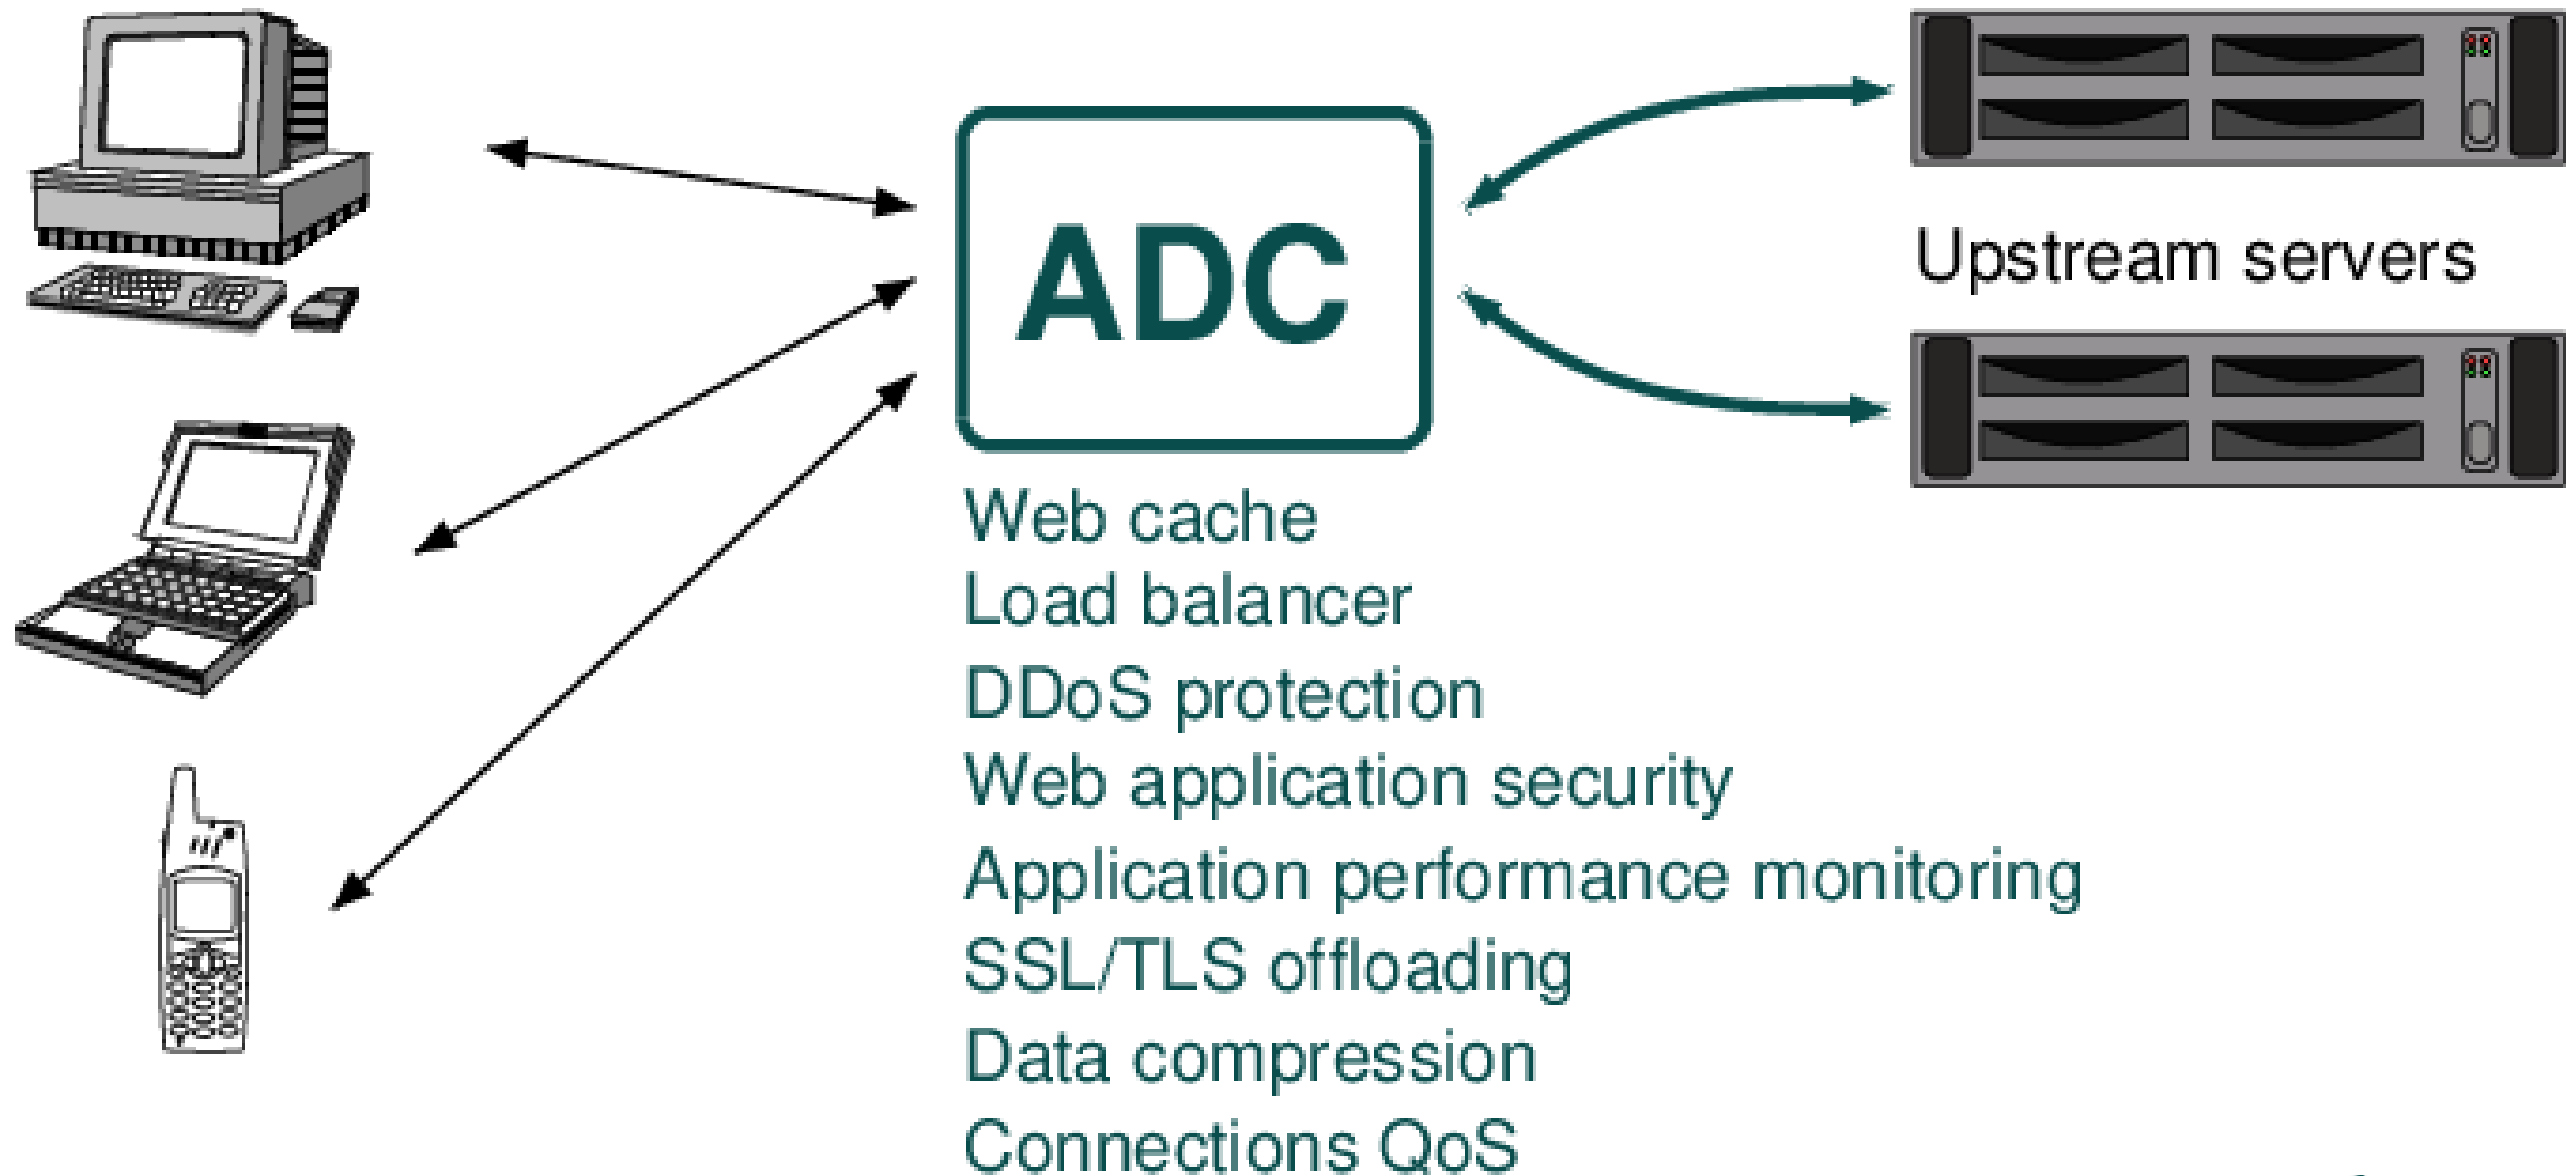 ADC
Upstream servers
Web cache
Load balancer
DDoS protection
Web application security
Application performance monitoring
SSL/TLS offloading
Data compression
Connections QoS